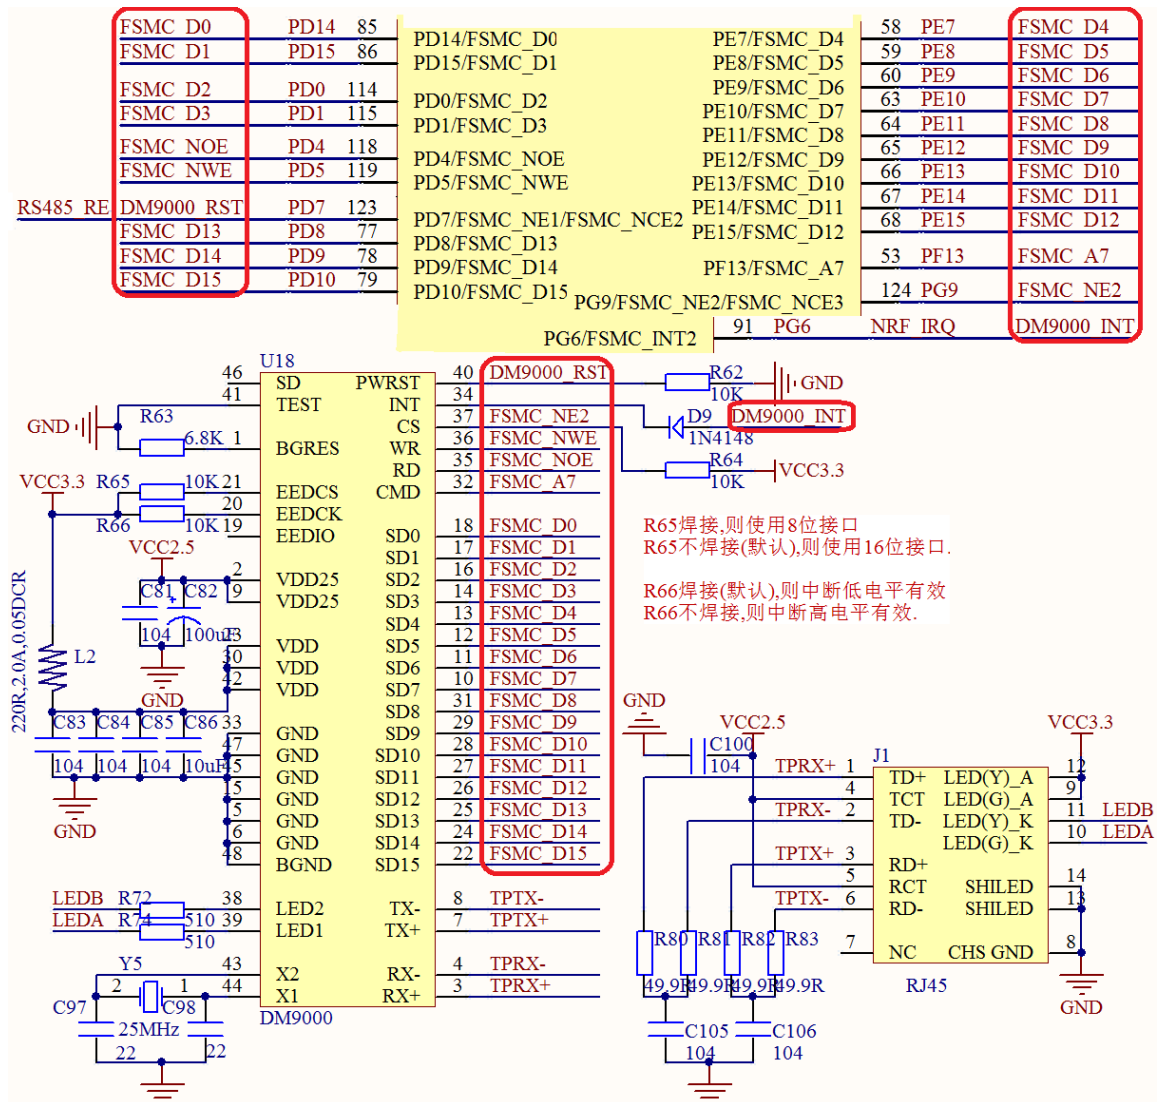 FSMC_D0 PD14 85 PD14/FSMC_D0
FSMC_D1 PD15 86 PD15/FSMC_D1
FSMC_D2 PD0 114 PD0/FSMC_D2
FSMC_D3 PD1 115 PD1/FSMC_D3
FSMC_NOE PD4 118 PD4/FSMC_NOE
FSMC_NWE PD5 119 PD5/FSMC_NWE
RS485_RE DM9000_RST PD7 123 PD7/FSMC_NE1/FSMC_NCE2
FSMC_D13 PD8 77 PD8/FSMC_D13
FSMC_D14 PD9 78 PD9/FSMC_D14
FSMC_D15 PD10 79 PD10/FSMC_D15
PE7/FSMC_D4 58 PE7 FSMC_D4
PE8/FSMC_D5 59 PE8 FSMC_D5
PE9/FSMC_D6 60 PE9 FSMC_D6
PE10/FSMC_D7 63 PE10 FSMC_D7
PE11/FSMC_D8 64 PE11 FSMC_D8
PE12/FSMC_D9 65 PE12 FSMC_D9
PE13/FSMC_D10 66 PE13 FSMC_D10
PE14/FSMC_D11 67 PE14 FSMC_D11
PE15/FSMC_D12 68 PE15 FSMC_D12
PF13/FSMC_A7 53 PF13 FSMC_A7
PG9/FSMC_NE2/FSMC_NCE3 124 PG9 FSMC_NE2
PG6/FSMC_INT2 91 PG6 NRF_IRQ DM9000_INT
U18
46 SD
41 TEST
GND R63
6.8K 1 BGRES
VCC3.3 R65 10K 21 EEDCS
20 EEDCK
R66 10K 19 EEDIO
VCC2.5
2 VDD25
C81 C82 9 VDD25
104 100uF
23 VDD
30 VDD
42 VDD
L2
220R,2.0A,0.05DCR
GND
C83 C84 C85 C86
104 104 104 10uF
GND
33 GND
47 GND
45 GND
15 GND
5 GND
6 GND
48 BGND
LEDB R72 510 38 LED2
LEDA R74 510 39 LED1
Y5 43 X2
2 1 44 X1
C97 25MHz C98
22 22
DM9000
PWRST 40 DM9000_RST R62 10K GND
INT 34
CS 37 FSMC_NE2 D9 1N4148 DM9000_INT
WR 36 FSMC_NWE
RD 35 FSMC_NOE R64 10K VCC3.3
CMD 32 FSMC_A7
SD0 18 FSMC_D0
SD1 17 FSMC_D1
SD2 16 FSMC_D2
SD3 14 FSMC_D3
SD4 13 FSMC_D4
SD5 12 FSMC_D5
SD6 11 FSMC_D6
SD7 10 FSMC_D7
SD8 31 FSMC_D8
SD9 29 FSMC_D9
SD10 28 FSMC_D10
SD11 27 FSMC_D11
SD12 26 FSMC_D12
SD13 25 FSMC_D13
SD14 24 FSMC_D14
SD15 22 FSMC_D15
TX- 8 TPTX-
TX+ 7 TPTX+
RX- 4 TPRX-
RX+ 3 TPRX+
R65焊接,则使用8位接口
R65不焊接(默认),则使用16位接口.
R66焊接(默认),则中断低电平有效
R66不焊接,则中断高电平有效.
GND VCC2.5 VCC3.3
C100 104
J1
TPRX+ 1 TD+ LED(Y)_A 12
4 TCT LED(G)_A 9
TPRX- 2 TD- LED(Y)_K 11 LEDB
LED(G)_K 10 LEDA
TPTX+ 3 RD+
5 RCT SHILED 14
TPTX- 6 RD- SHILED 13
7 NC CHS GND 8
RJ45
GND
R80 R81 R82 R83
49.9R 49.9R 49.9R 49.9R
C105 C106
104 104